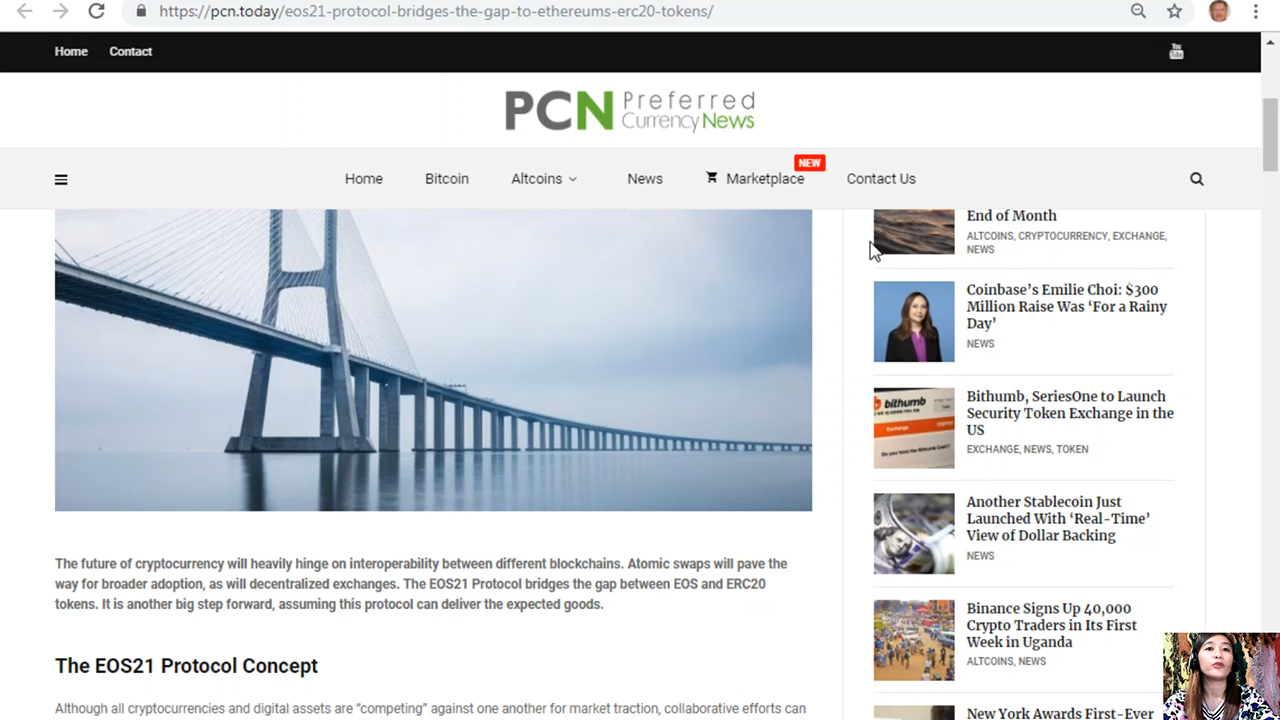 https://pcn.today/eos21-protocol-bridges-the-gap-to-ethereums-erc20-tokens/
Home Contact
You Tube
PCN Preferred
Currency News
NEW
Home Bitcoin Altcoins News Marketplace Contact Us
The future of cryptocurrency will heavily hinge on interoperability between different blockchains. Atomic swaps will pave the
way for broader adoption, as will decentralized exchanges. The EOS21 Protocol bridges the gap between EOS and ERC20
tokens. It is another big step forward, assuming this protocol can deliver the expected goods.
The EOS21 Protocol Concept
Although all cryptocurrencies and digital assets are “competing” against one another for market traction, collaborative efforts can
End of Month
ALTCOINS, CRYPTOCURRENCY, EXCHANGE,
NEWS
Coinbase’s Emilie Choi: $300
Million Raise Was ‘For a Rainy
Day’
NEWS
bithumb
Exchange
Bithumb, SeriesOne to Launch
Security Token Exchange in the
US
EXCHANGE, NEWS, TOKEN
Another Stablecoin Just
Launched With ‘Real-Time’
View of Dollar Backing
NEWS
Binance Signs Up 40,000
Crypto Traders in Its First
Week in Uganda
ALTCOINS, NEWS
New York Awards First-Ever